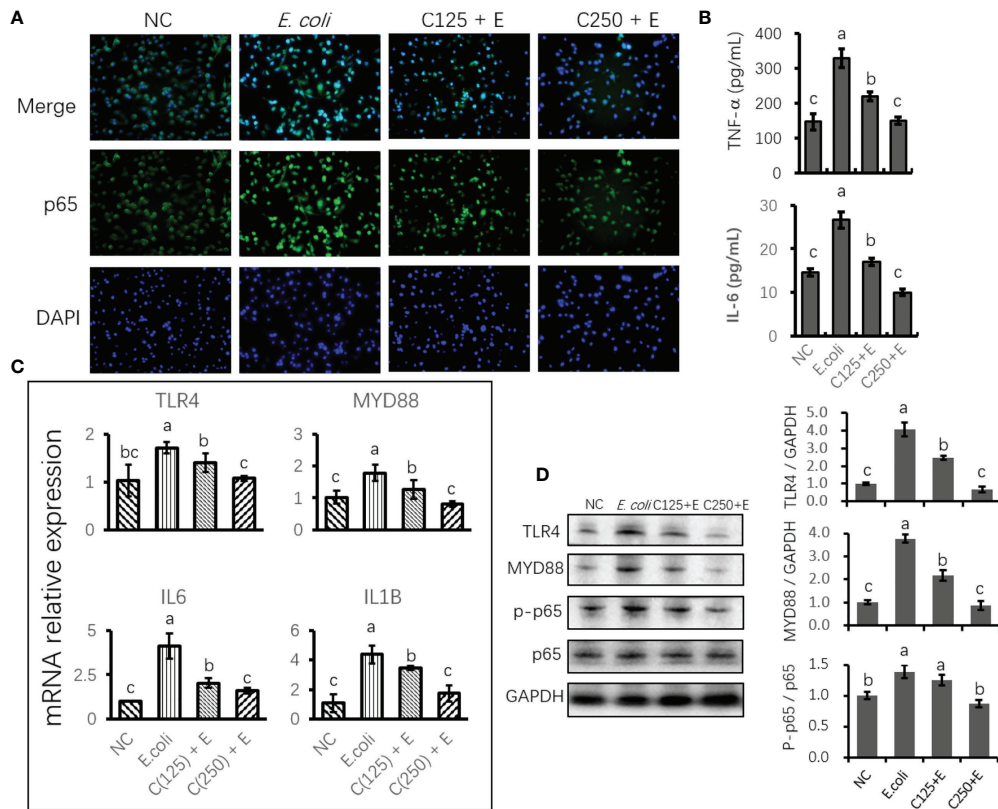 A
NC E. coli C125 + E C250 + E
Merge
p65
DAPI
B
TNF-α (pg/mL)
400
300
200
100
0
c a b c
IL-6 (pg/mL)
30
20
10
0
c a b c
NC E.coli C125+E C250+E
C
mRNA relative expression
TLR4
2
1
0
bc a b c
MYD88
3
2
1
0
c a b c
IL6
5
2.5
0
c a b c
IL1B
6
4
2
0
c a b c
NC E.coli C(125) + E C(250) + E
NC E.coli C(125) + E C(250) + E
D
NC E. coli C125+E C250+E
TLR4
MYD88
p-p65
p65
GAPDH
TLR4 / GAPDH
5.0
4.0
3.0
2.0
1.0
0.0
c a b c
MYD88 / GAPDH
4.0
3.0
2.0
1.0
0.0
c a b c
P-p65 / p65
1.5
1.0
0.5
0.0
b a a b
NC E.coli C125+E C250+E